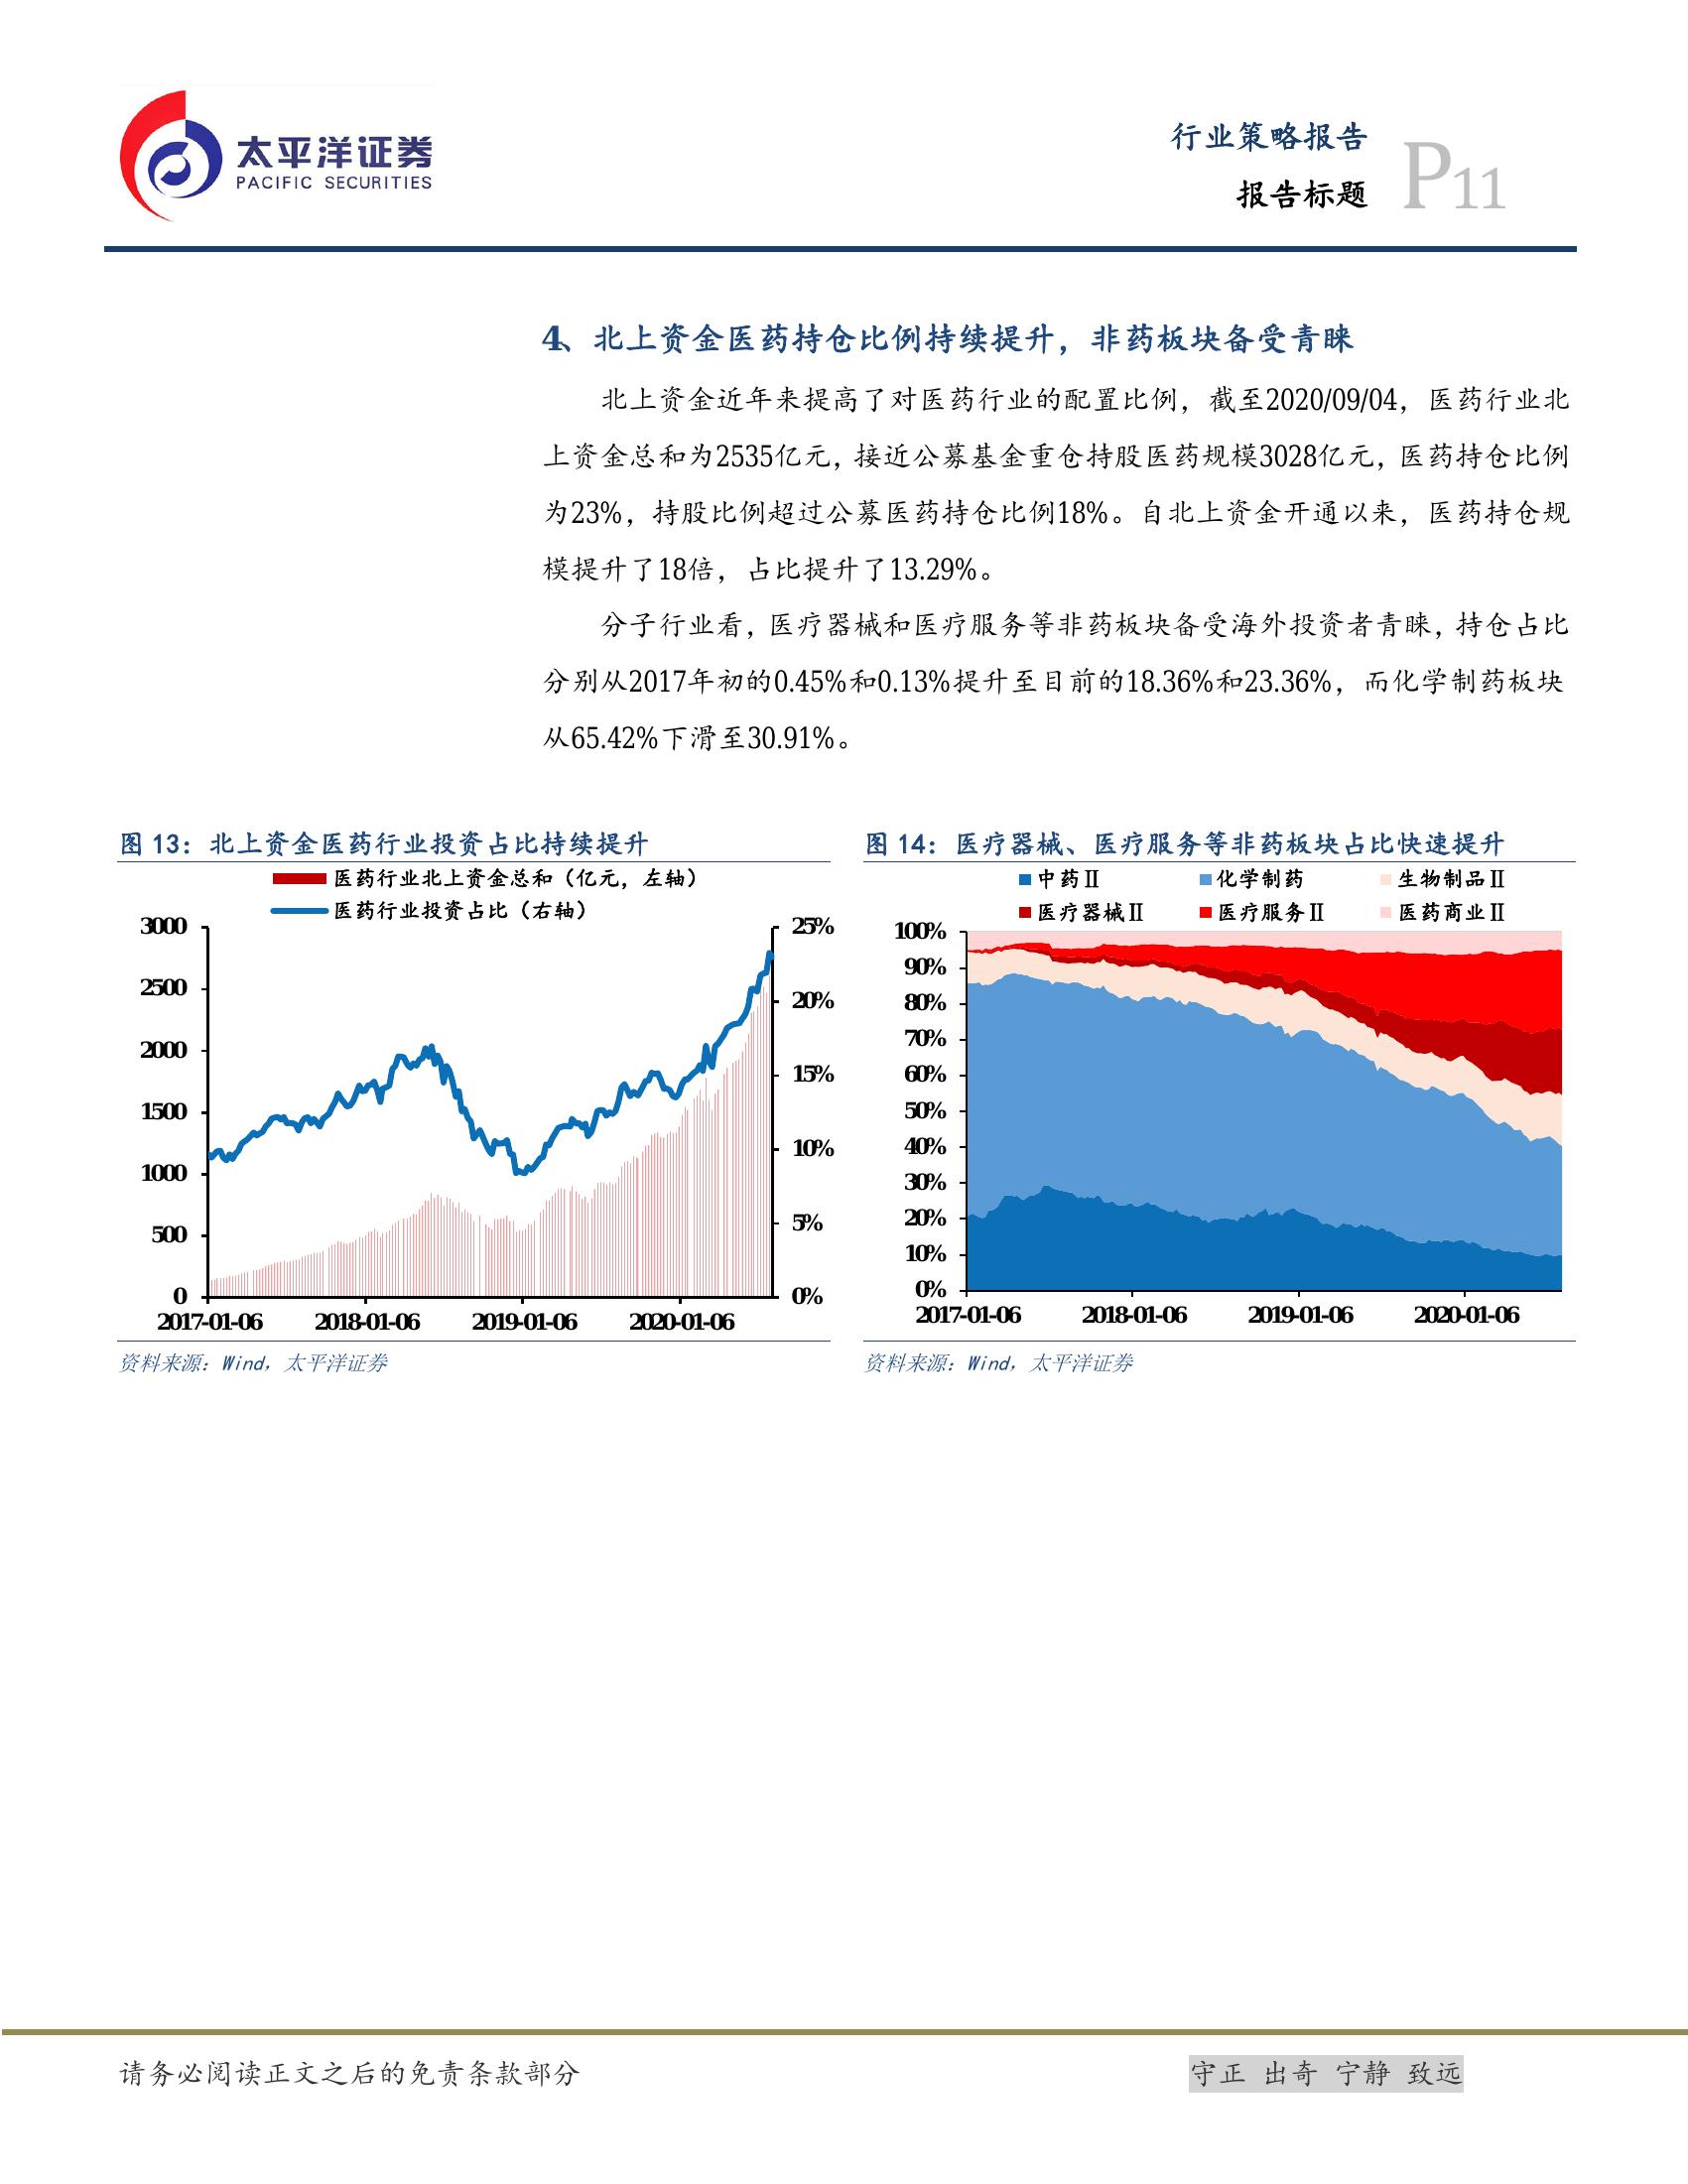 太平洋证券
PACIFIC SECURITIES
行业策略报告
报告标题
P11
4、北上资金医药持仓比例持续提升，非药板块备受青睐
北上资金近年来提高了对医药行业的配置比例，截至2020/09/04，医药行业北
上资金总和为2535亿元，接近公募基金重仓持股医药规模3028亿元，医药持仓比例
为23%，持股比例超过公募医药持仓比例18%。自北上资金开通以来，医药持仓规
模提升了18倍，占比提升了13.29%。
分子行业看，医疗器械和医疗服务等非药板块备受海外投资者青睐，持仓占比
分别从2017年初的0.45%和0.13%提升至目前的18.36%和23.36%，而化学制药板块
从65.42%下滑至30.91%。
图 13：北上资金医药行业投资占比持续提升
医药行业北上资金总和（亿元，左轴）
医药行业投资占比（右轴）
3000
2500
2000
1500
1000
500
0
25%
20%
15%
10%
5%
0%
2017-01-06 2018-01-06 2019-01-06 2020-01-06
资料来源：Wind，太平洋证券
图 14：医疗器械、医疗服务等非药板块占比快速提升
中药Ⅱ 化学制药 生物制品Ⅱ
医疗器械Ⅱ 医疗服务Ⅱ 医药商业Ⅱ
100%
90%
80%
70%
60%
50%
40%
30%
20%
10%
0%
2017-01-06 2018-01-06 2019-01-06 2020-01-06
资料来源：Wind，太平洋证券
请务必阅读正文之后的免责条款部分
守正 出奇 宁静 致远